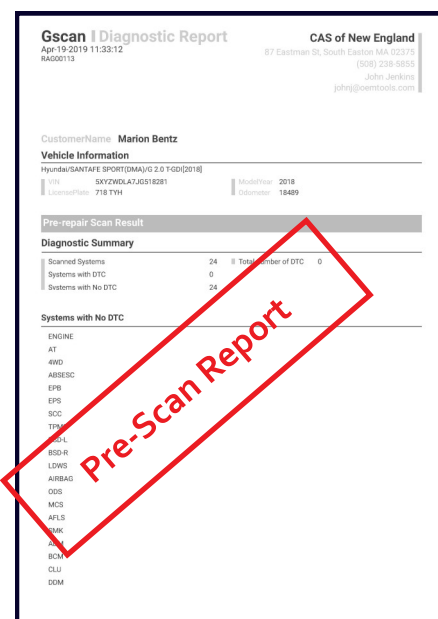 Gscan | Diagnostic Report
Apr-19-2019 11:33:12
RAG00113
CAS of New England
87 Eastman St, South Easton MA 02375
(508) 238-5855
John Jenkins
johnj@oemtools.com
CustomerName Marion Bentz
Vehicle Information
Hyundai/SANTAFE SPORT(DMA)/G 2.0 T-GDI[2018]
VIN 5XYZWDLA7JG518281 ModelYear 2018
LicensePlate 718 TYH Odometer 18489
Pre-repair Scan Result
Diagnostic Summary
Scanned Systems 24 Total number of DTC 0
Systems with DTC 0
Systems with No DTC 24
Systems with No DTC
ENGINE
AT
4WD
ABSESC
EPB
EPS
SCC
TPMS
BSD-L
BSD-R
LDWS
AIRBAG
ODS
MCS
AFLS
SMK
BCM
CLU
DDM
Pre-Scan Report